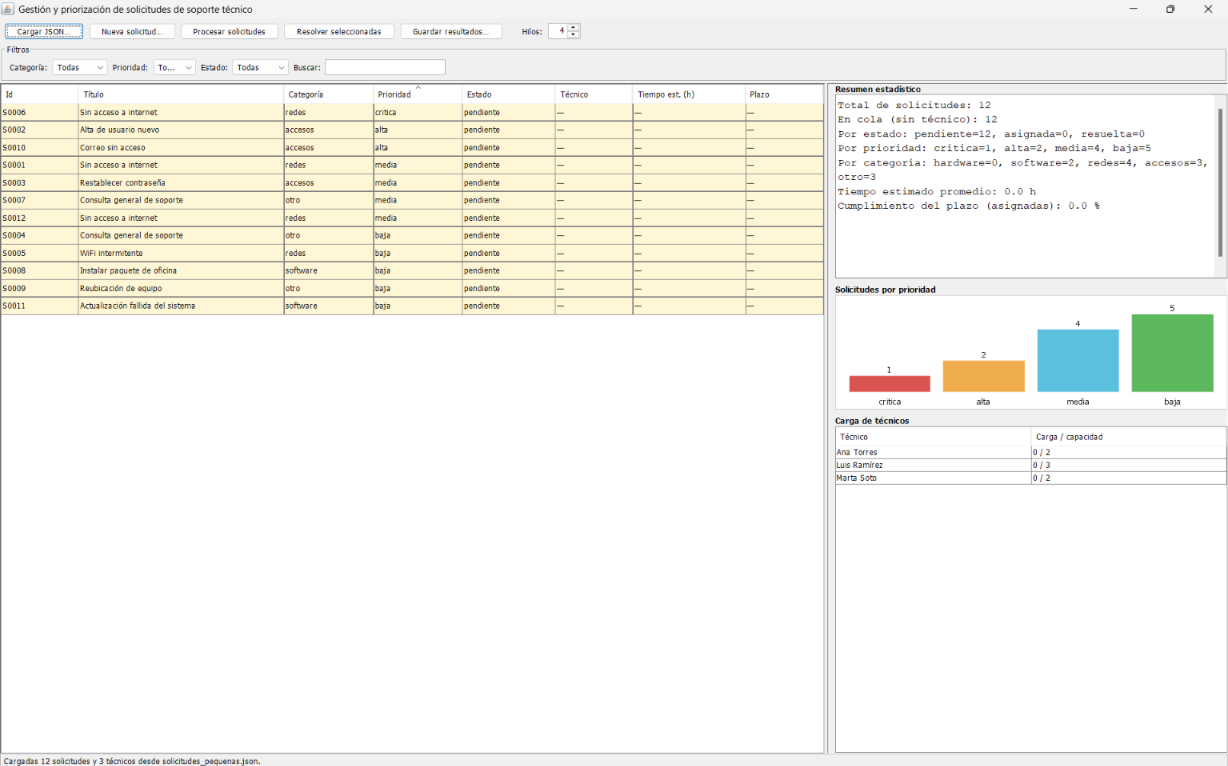 Gestión y priorización de solicitudes de soporte técnico
Cargar JSON... Nueva solicitud... Procesar solicitudes Resolver seleccionadas Guardar resultados... Hilos: 4
Filtros
Categoría: Todas Prioridad: To... Estado: Todas Buscar:
Id Título Categoría Prioridad Estado Técnico Tiempo est. (h) Plazo
S0006 Sin acceso a internet redes critica pendiente — — —
S0002 Alta de usuario nuevo accesos alta pendiente — — —
S0010 Correo sin acceso accesos alta pendiente — — —
S0001 Sin acceso a internet redes media pendiente — — —
S0003 Restablecer contraseña accesos media pendiente — — —
S0007 Consulta general de soporte otro media pendiente — — —
S0012 Sin acceso a internet redes media pendiente — — —
S0004 Consulta general de soporte otro baja pendiente — — —
S0005 WiFi intermitente redes baja pendiente — — —
S0008 Instalar paquete de oficina software baja pendiente — — —
S0009 Reubicación de equipo otro baja pendiente — — —
S0011 Actualización fallida del sistema software baja pendiente — — —
Resumen estadístico
Total de solicitudes: 12
En cola (sin técnico): 12
Por estado: pendiente=12, asignada=0, resuelta=0
Por prioridad: critica=1, alta=2, media=4, baja=5
Por categoría: hardware=0, software=2, redes=4, accesos=3,
otro=3
Tiempo estimado promedio: 0.0 h
Cumplimiento del plazo (asignadas): 0.0 %
Solicitudes por prioridad
1 2 4 5
critica alta media baja
Carga de técnicos
Técnico Carga / capacidad
Ana Torres 0 / 2
Luis Ramírez 0 / 3
Marta Soto 0 / 2
Cargadas 12 solicitudes y 3 técnicos desde solicitudes_pequenas.json.